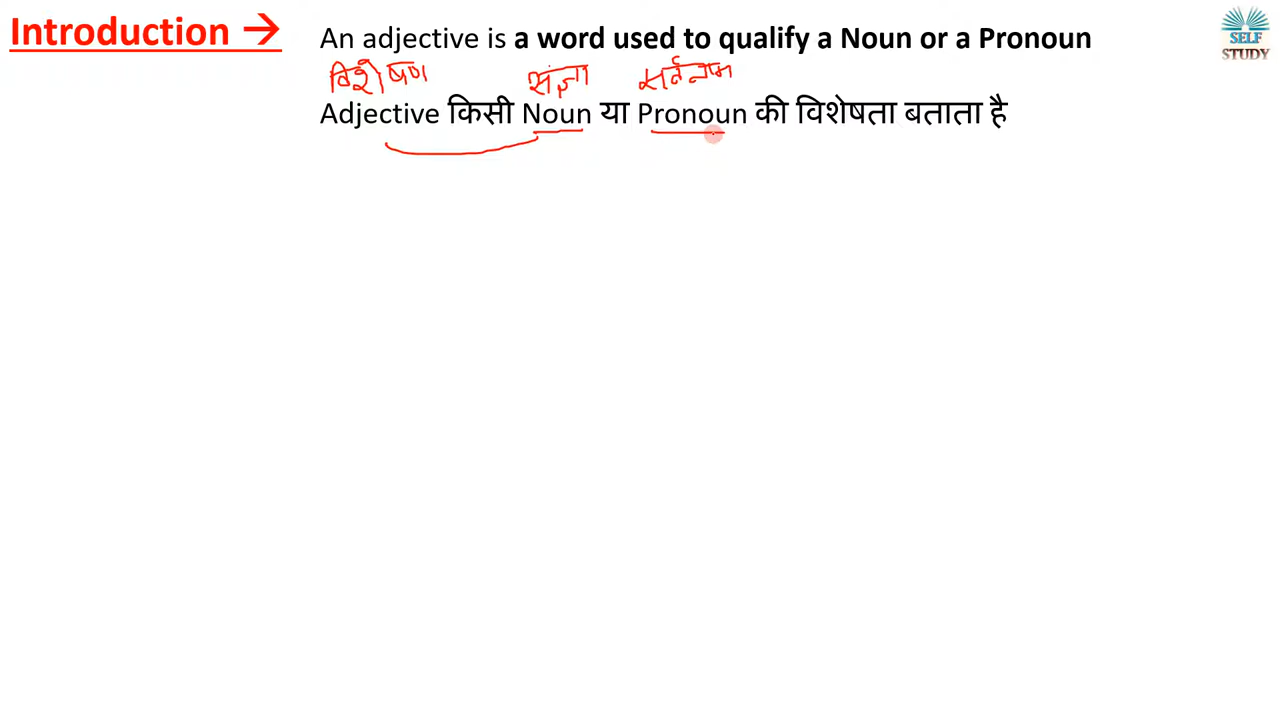 Introduction → An adjective is a word used to qualify a Noun or a Pronoun
विशेषण संज्ञा सर्वनाम
Adjective किसी Noun या Pronoun की विशेषता बताता है
SELF
STUDY